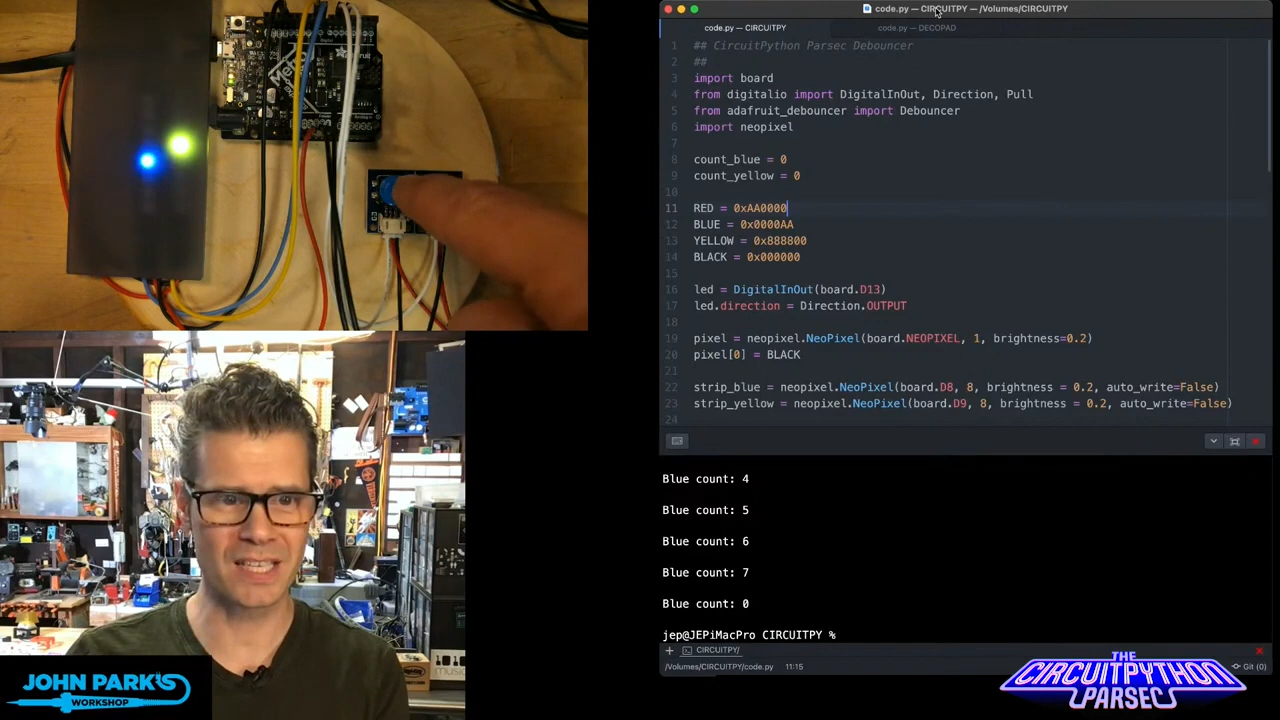 code.py — CIRCUITPY — /Volumes/CIRCUITPY
code.py — CIRCUITPY
code.py — DECOPAD
1 ## CircuitPython Parsec Debouncer
2 ##
3 import board
4 from digitalio import DigitalInOut, Direction, Pull
5 from adafruit_debouncer import Debouncer
6 import neopixel
7
8 count_blue = 0
9 count_yellow = 0
10
11 RED = 0xAA0000
12 BLUE = 0x0000AA
13 YELLOW = 0x888800
14 BLACK = 0x000000
15
16 led = DigitalInOut(board.D13)
17 led.direction = Direction.OUTPUT
18
19 pixel = neopixel.NeoPixel(board.NEOPIXEL, 1, brightness=0.2)
20 pixel[0] = BLACK
21
22 strip_blue = neopixel.NeoPixel(board.D8, 8, brightness = 0.2, auto_write=False)
23 strip_yellow = neopixel.NeoPixel(board.D9, 8, brightness = 0.2, auto_write=False)
24
Blue count: 4
Blue count: 5
Blue count: 6
Blue count: 7
Blue count: 0
jep@JEPiMacPro CIRCUITPY %
+ CIRCUITPY/
/Volumes/CIRCUITPY/code.py 11:15 Git (0)
Metro
JOHN PARK'S
WORKSHOP
THE
CIRCUITPYTHON
PARSEC